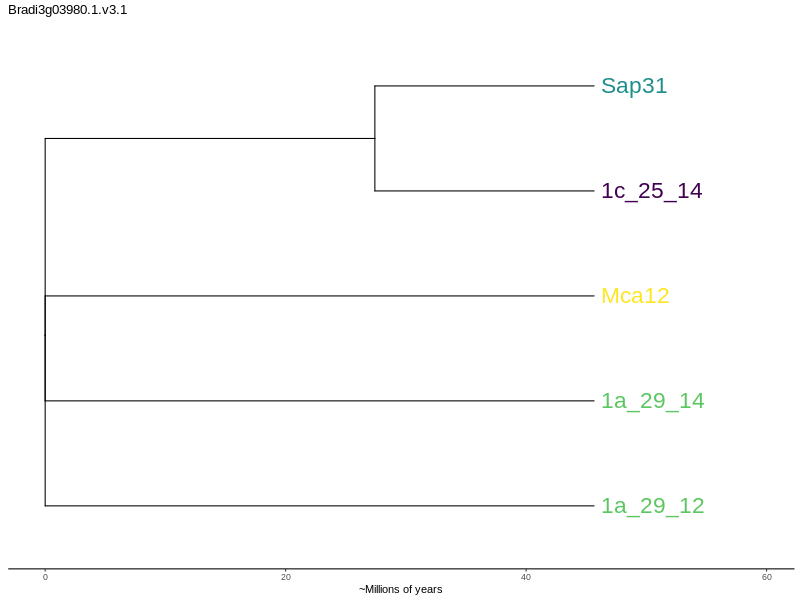 Bradi3g03980.1.v3.1
Sap31
1c_25_14
Mca12
1a_29_14
1a_29_12
0 20 40 60
~Millions of years